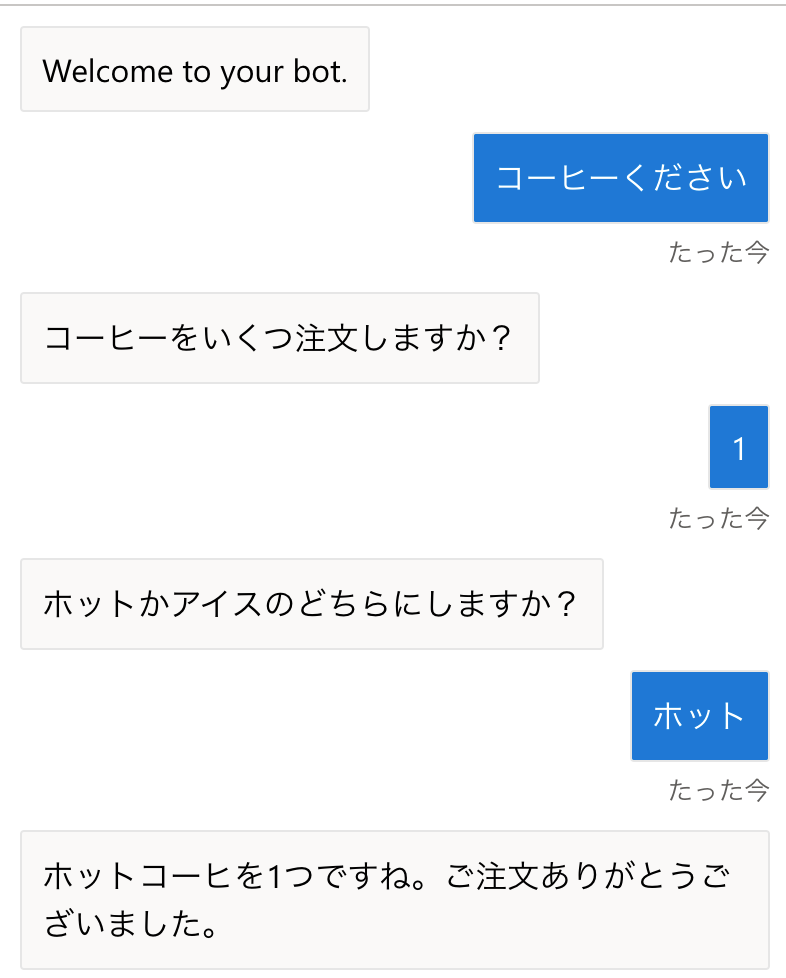 Welcome to your bot.
コーヒーください
たった今
コーヒーをいくつ注文しますか？
1
たった今
ホットかアイスのどちらにしますか？
ホット
たった今
ホットコーヒを1つですね。ご注文ありがとうご
ざいました。